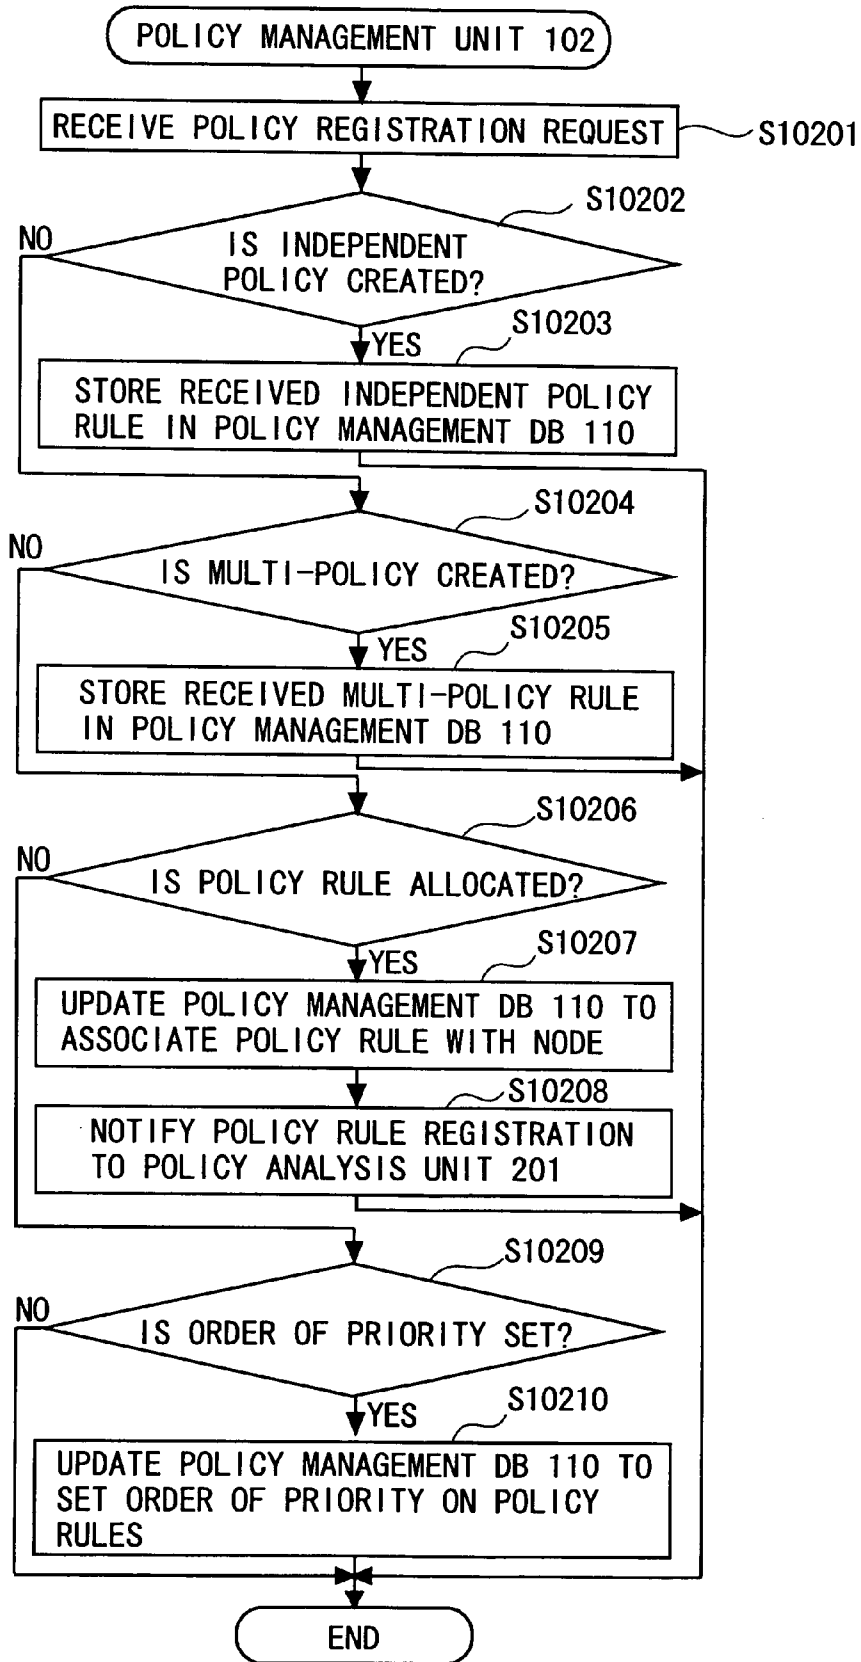 POLICY MANAGEMENT UNIT 102
RECEIVE POLICY REGISTRATION REQUEST
S10201
S10202
NO
IS INDEPENDENT
POLICY CREATED?
S10203
YES
STORE RECEIVED INDEPENDENT POLICY
RULE IN POLICY MANAGEMENT DB 110
S10204
NO
IS MULTI-POLICY CREATED?
S10205
YES
STORE RECEIVED MULTI-POLICY RULE
IN POLICY MANAGEMENT DB 110
S10206
NO
IS POLICY RULE ALLOCATED?
S10207
YES
UPDATE POLICY MANAGEMENT DB 110 TO
ASSOCIATE POLICY RULE WITH NODE
S10208
NOTIFY POLICY RULE REGISTRATION
TO POLICY ANALYSIS UNIT 201
S10209
NO
IS ORDER OF PRIORITY SET?
S10210
YES
UPDATE POLICY MANAGEMENT DB 110 TO
SET ORDER OF PRIORITY ON POLICY
RULES
END